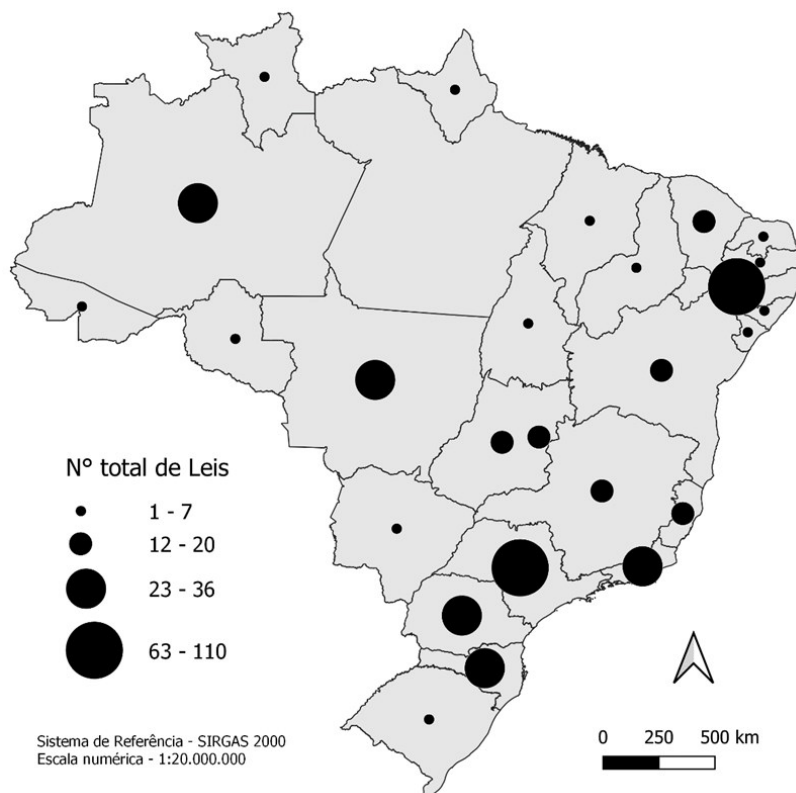 N° total de Leis
1 - 7
12 - 20
23 - 36
63 - 110
Sistema de Referência - SIRGAS 2000
Escala numérica - 1:20.000.000
0 250 500 km